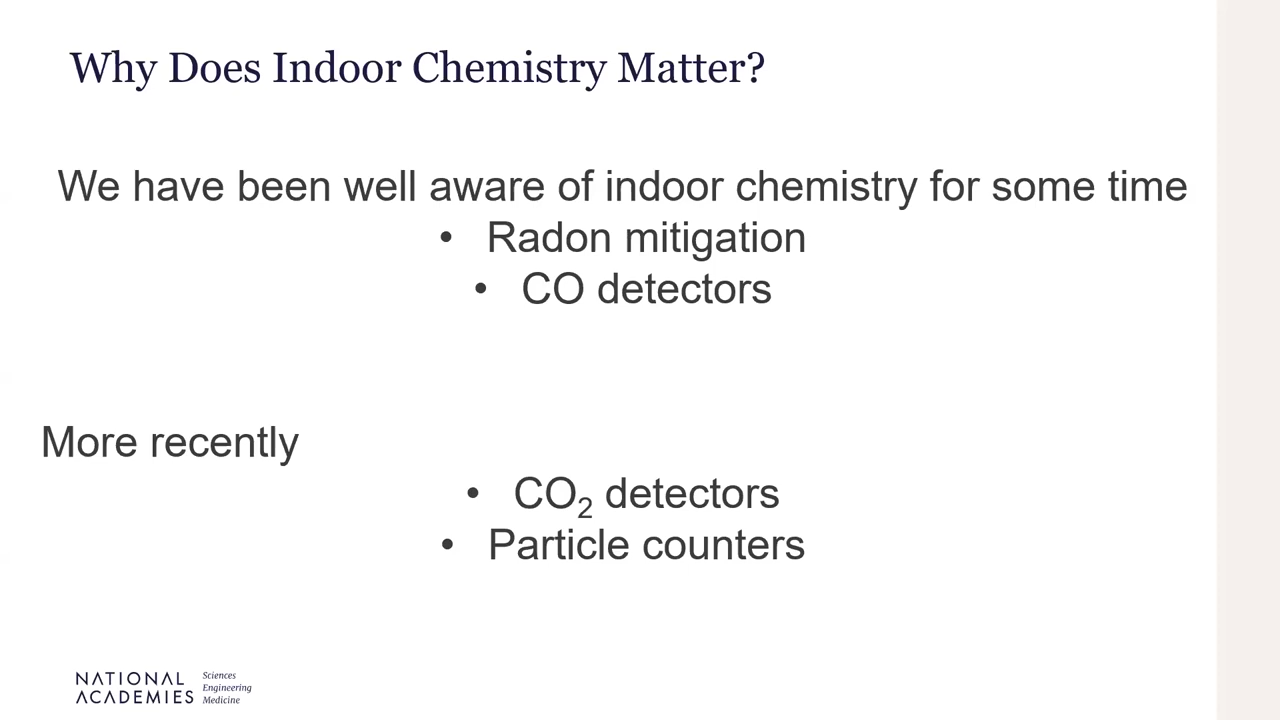 Why Does Indoor Chemistry Matter?
We have been well aware of indoor chemistry for some time
• Radon mitigation
• CO detectors
More recently
• CO₂ detectors
• Particle counters
NATIONAL ACADEMIES
Sciences
Engineering
Medicine